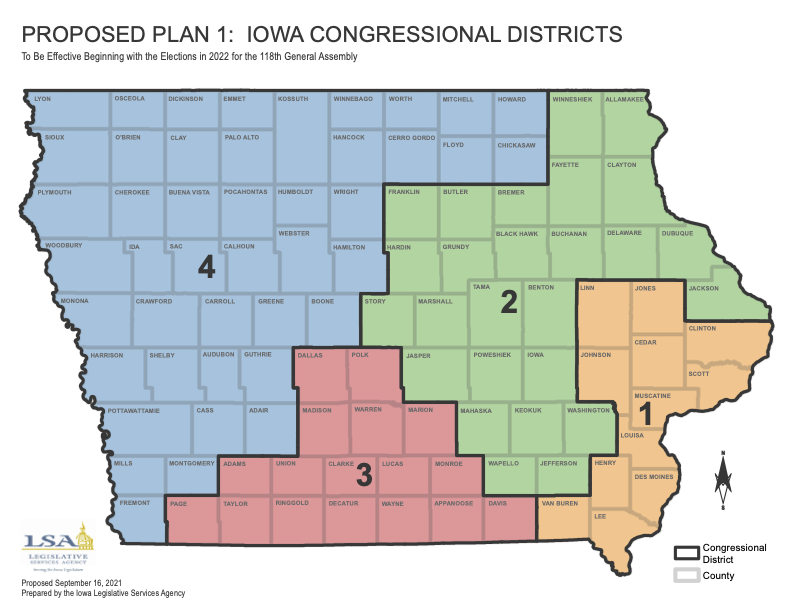 PROPOSED PLAN 1: IOWA CONGRESSIONAL DISTRICTS
To Be Effective Beginning with the Elections in 2022 for the 118th General Assembly
LYON OSCEOLA DICKINSON EMMET KOSSUTH WINNEBAGO WORTH MITCHELL HOWARD WINNESHIEK ALLAMAKEE
SIOUX O'BRIEN CLAY PALO ALTO HANCOCK CERRO GORDO FLOYD CHICKASAW
FAYETTE CLAYTON
PLYMOUTH CHEROKEE BUENA VISTA POCAHONTAS HUMBOLDT WRIGHT FRANKLIN BUTLER BREMER
WEBSTER BLACK HAWK BUCHANAN DELAWARE DUBUQUE
WOODBURY IDA SAC CALHOUN HAMILTON HARDIN GRUNDY
4
TAMA BENTON LINN JONES JACKSON
2
MONONA CRAWFORD CARROLL GREENE BOONE STORY MARSHALL
CLINTON
CEDAR
HARRISON SHELBY AUDUBON GUTHRIE DALLAS POLK JASPER POWESHIEK IOWA JOHNSON
SCOTT
MUSCATINE
1
POTTAWATTAMIE CASS ADAIR MADISON WARREN MARION MAHASKA KEOKUK WASHINGTON
LOUISA
MILLS MONTGOMERY ADAMS UNION CLARKE LUCAS MONROE WAPELLO JEFFERSON HENRY
3
DES MOINES
FREMONT PAGE TAYLOR RINGGOLD DECATUR WAYNE APPANOOSE DAVIS VAN BUREN
LEE
N
S
LSA
LEGISLATIVE
SERVICES AGENCY
Serving the Iowa Legislature
Congressional
District
County
Proposed September 16, 2021
Prepared by the Iowa Legislative Services Agency